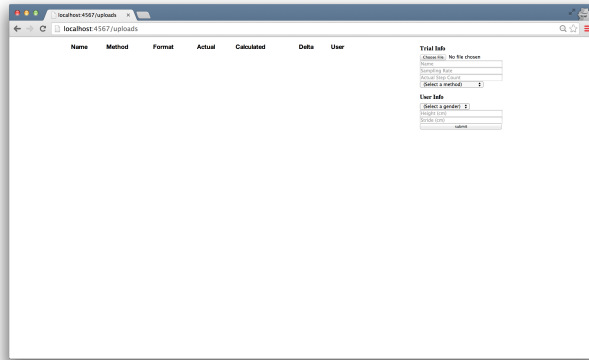 localhost:4567/uploads
localhost:4567/uploads
Name Method Format Actual Calculated Delta User
Trial Info
Choose File No file chosen
Name
Sampling Rate
Actual Step Count
(Select a method)
User Info
(Select a gender)
Height (cm)
Stride (cm)
submit